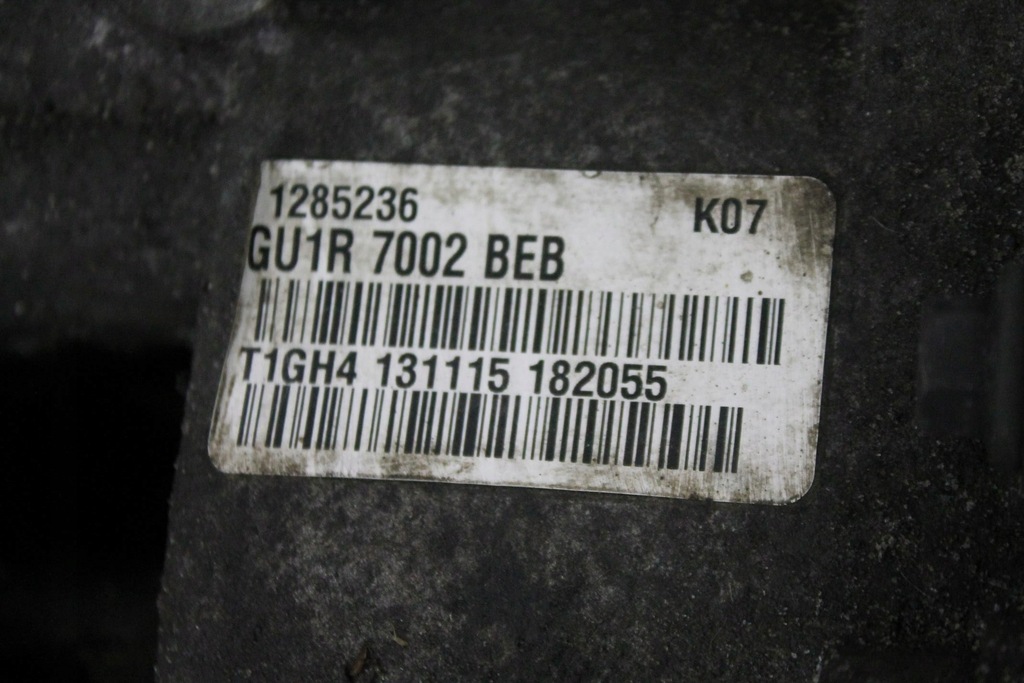 1285236 K07
GU1R 7002 BEB
T1GH4 131115 182055